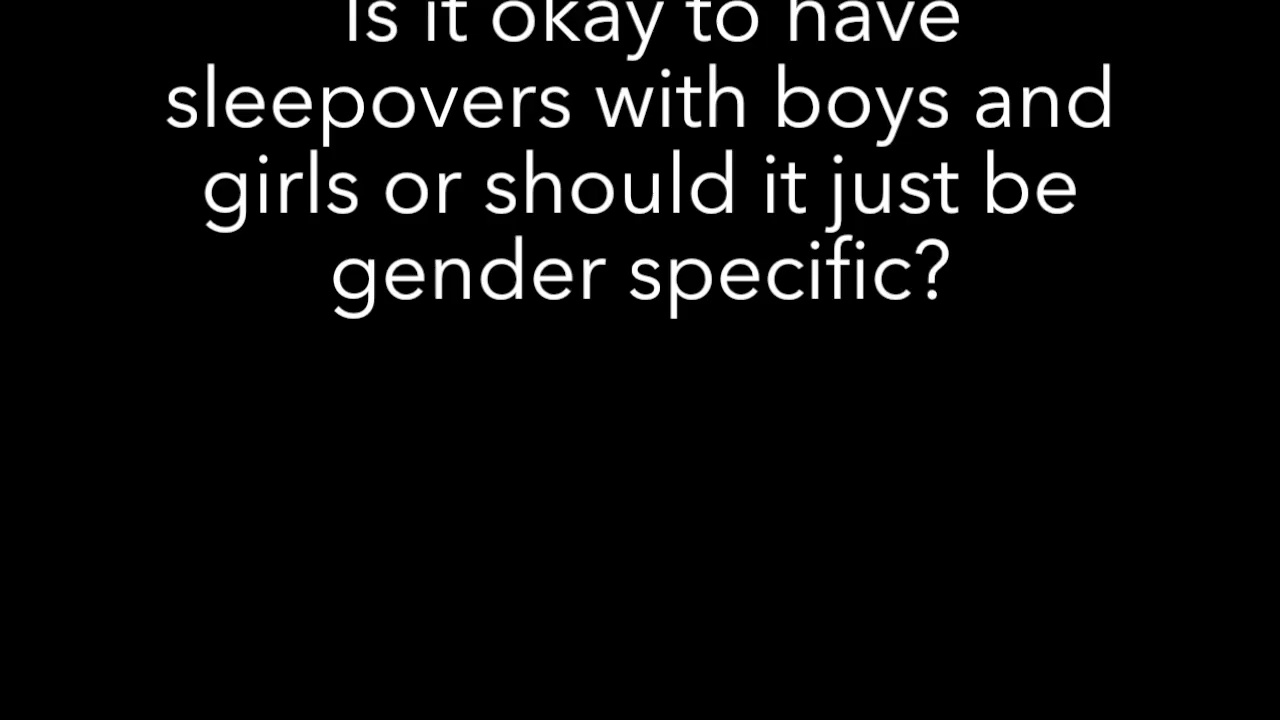 Is it okay to have
sleepovers with boys and
girls or should it just be
gender specific?